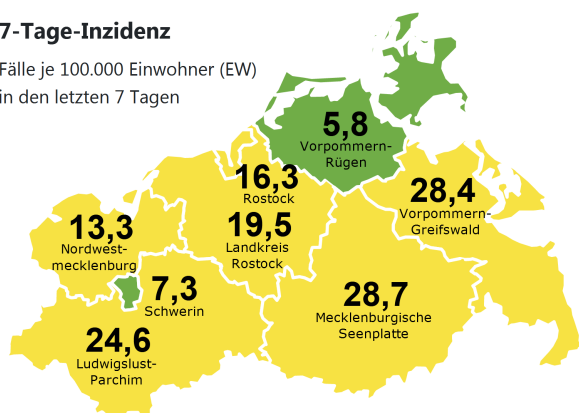 7-Tage-Inzidenz
Fälle je 100.000 Einwohner (EW)
in den letzten 7 Tagen
5,8
Vorpommern-
Rügen
16,3
Rostock
28,4
Vorpommern-
Greifswald
13,3
Nordwest-
mecklenburg
19,5
Landkreis
Rostock
7,3
Schwerin
28,7
Mecklenburgische
Seenplatte
24,6
Ludwigslust-
Parchim